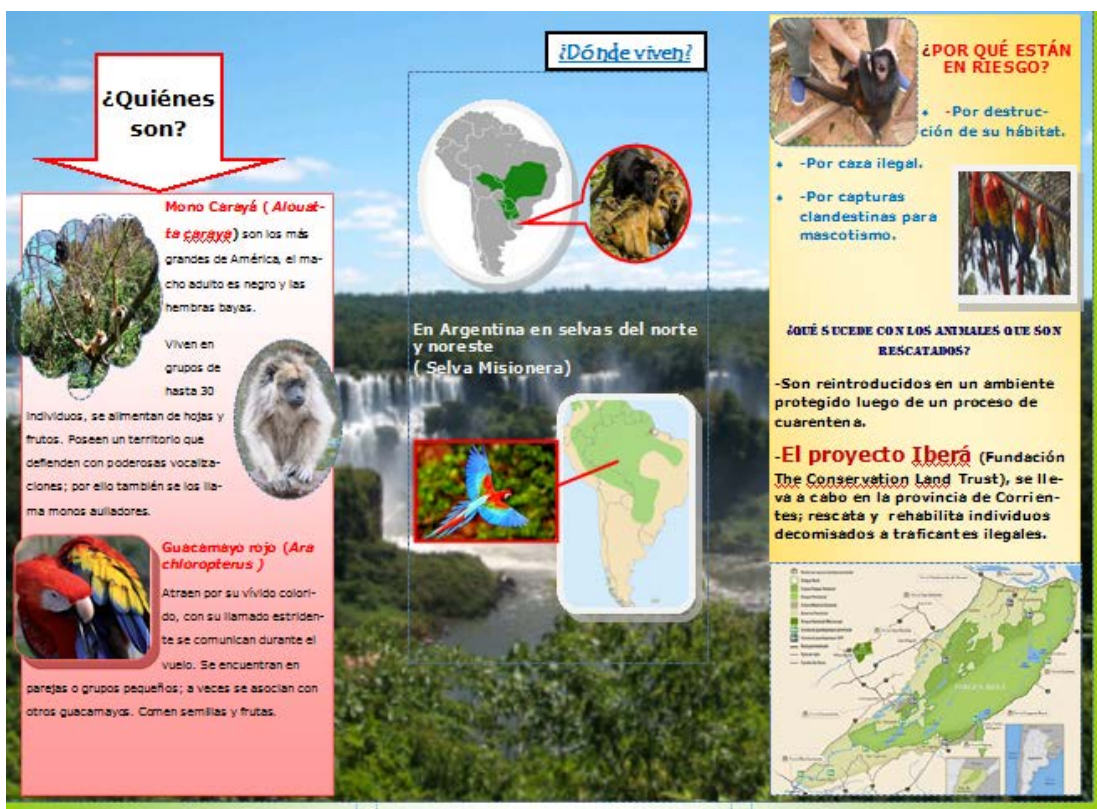 ¿Quiénes
son?
Mono Carayá ( Alouat-
ta caraya) son los más
grandes de América, el ma-
cho adulto es negro y las
hembras bayas.
Viven en
grupos de
hasta 30
individuos, se alimentan de hojas y
frutos. Poseen un territorio que
defienden con poderosas vocaliza-
ciones; por ello también se los lla-
ma monos aulladores.
Guacamayo rojo (Ara
chloropterus )
Atraen por su vívido colori-
do, con su llamado estriden-
te se comunican durante el
vuelo. Se encuentran en
parejas o grupos pequeños; a veces se asocian con
otros guacamayos. Comen semillas y frutas.
¿Dónde viven?
En Argentina en selvas del norte
y noreste
( Selva Misionera)
¿POR QUÉ ESTÁN
EN RIESGO?
-Por destruc-
ción de su hábitat.
-Por caza ilegal.
-Por capturas
clandestinas para
mascotismo.
¿QUÉ SUCEDE CON LOS ANIMALES QUE SON
RESCATADOS?
-Son reintroducidos en un ambiente
protegido luego de un proceso de
cuarentena.
-El proyecto Iberá (Fundación
The Conservation Land Trust), se lle-
va a cabo en la provincia de Corrien-
tes; rescata y rehabilita individuos
decomisados a traficantes ilegales.